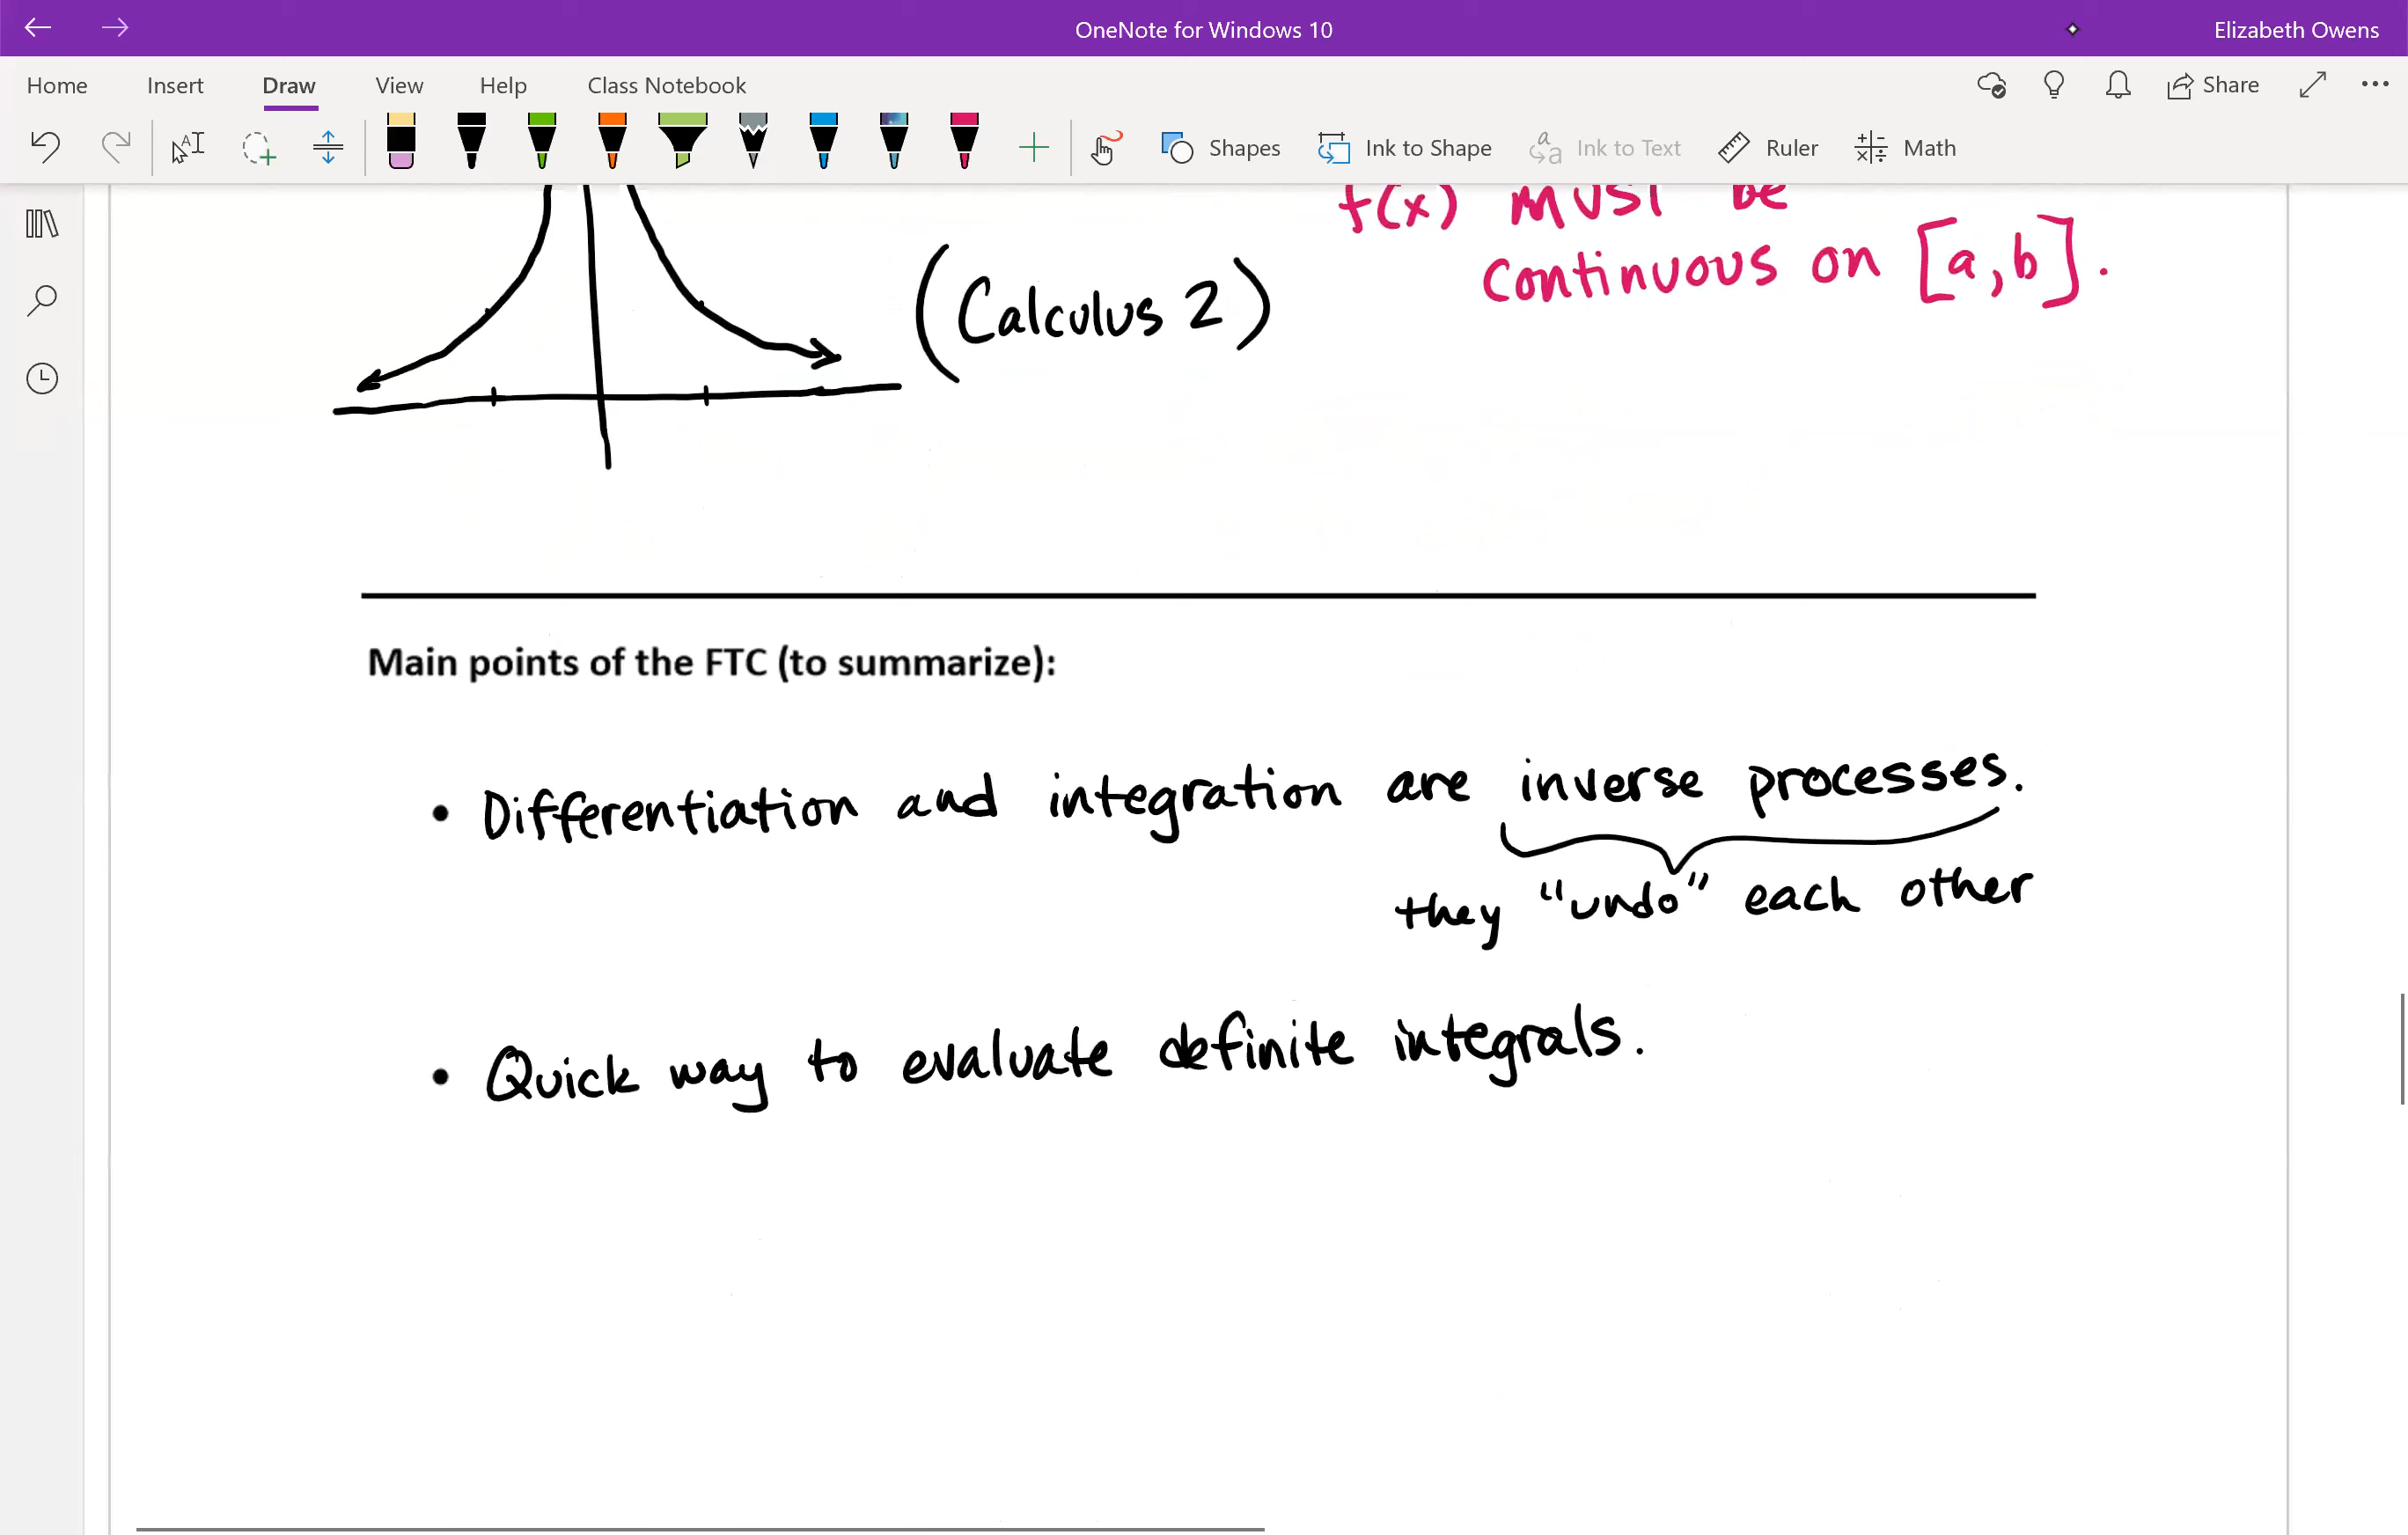 OneNote for Windows 10
Elizabeth Owens
Home Insert Draw View Help Class Notebook Share
Shapes Ink to Shape Ink to Text Ruler Math
f(x) must be
continuous on [a,b].
(Calculus 2)
Main points of the FTC (to summarize):
• Differentiation and integration are inverse processes.
they "undo" each other
• Quick way to evaluate definite integrals.